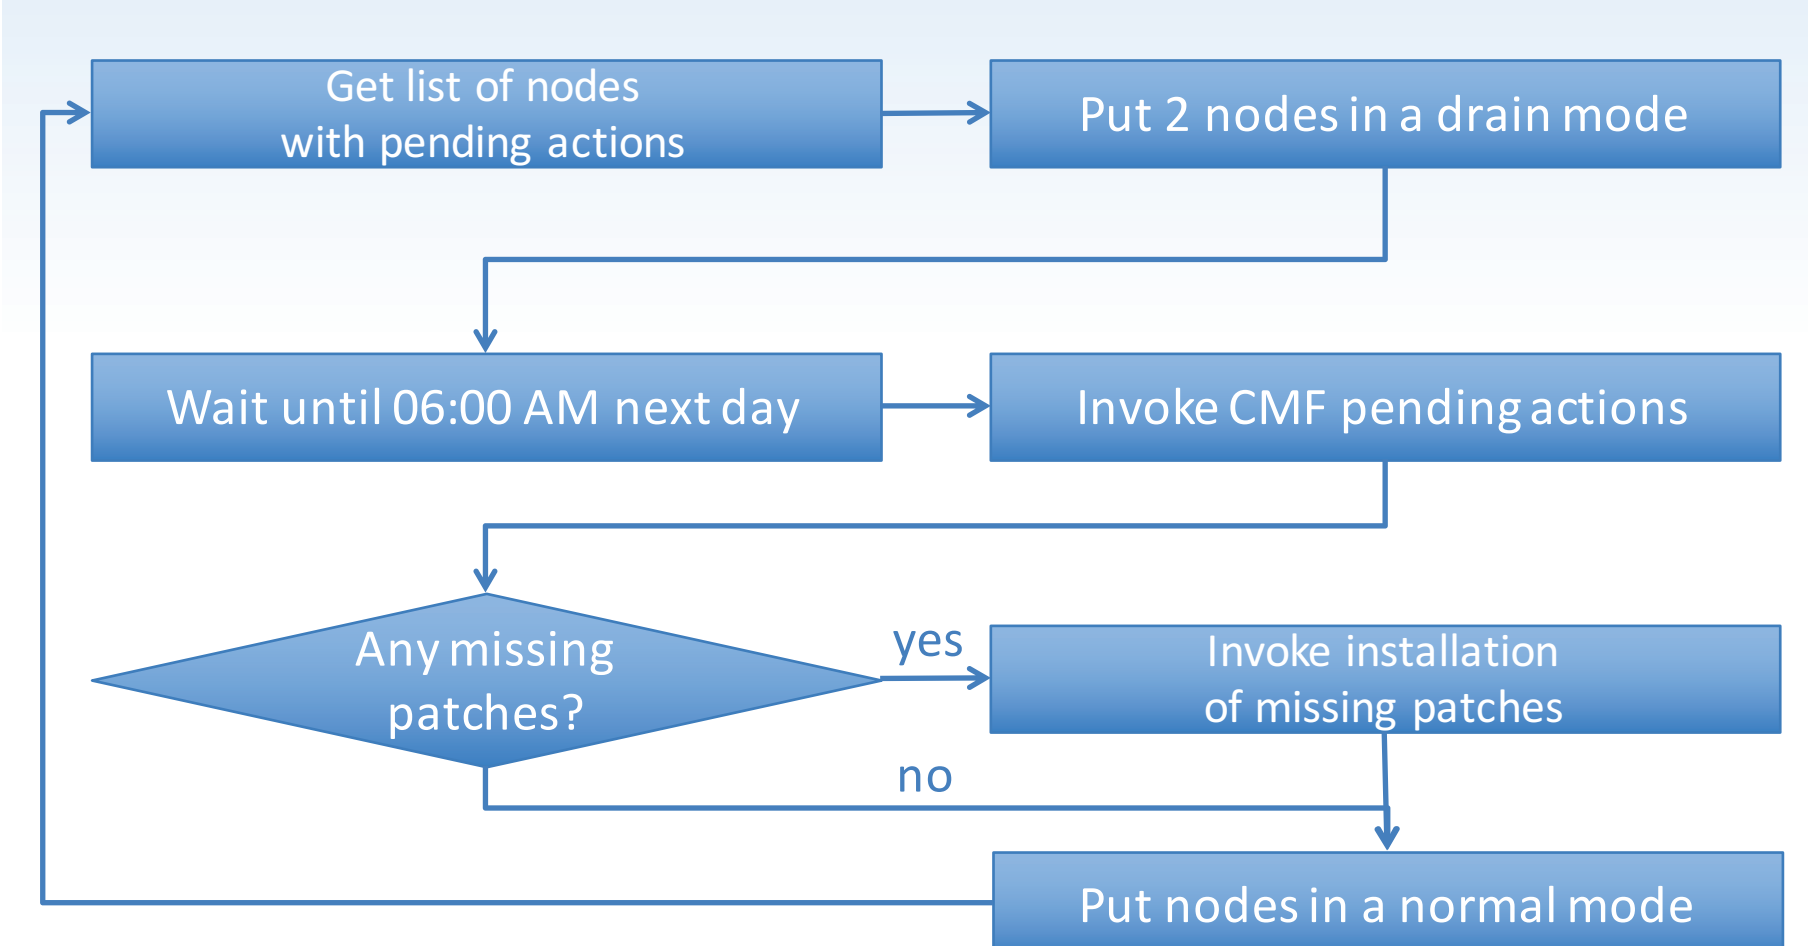 Get list of nodes
with pending actions
Put 2 nodes in a drain mode
Wait until 06:00 AM next day
Invoke CMF pending actions
Any missing
patches?
yes
Invoke installation
of missing patches
no
Put nodes in a normal mode